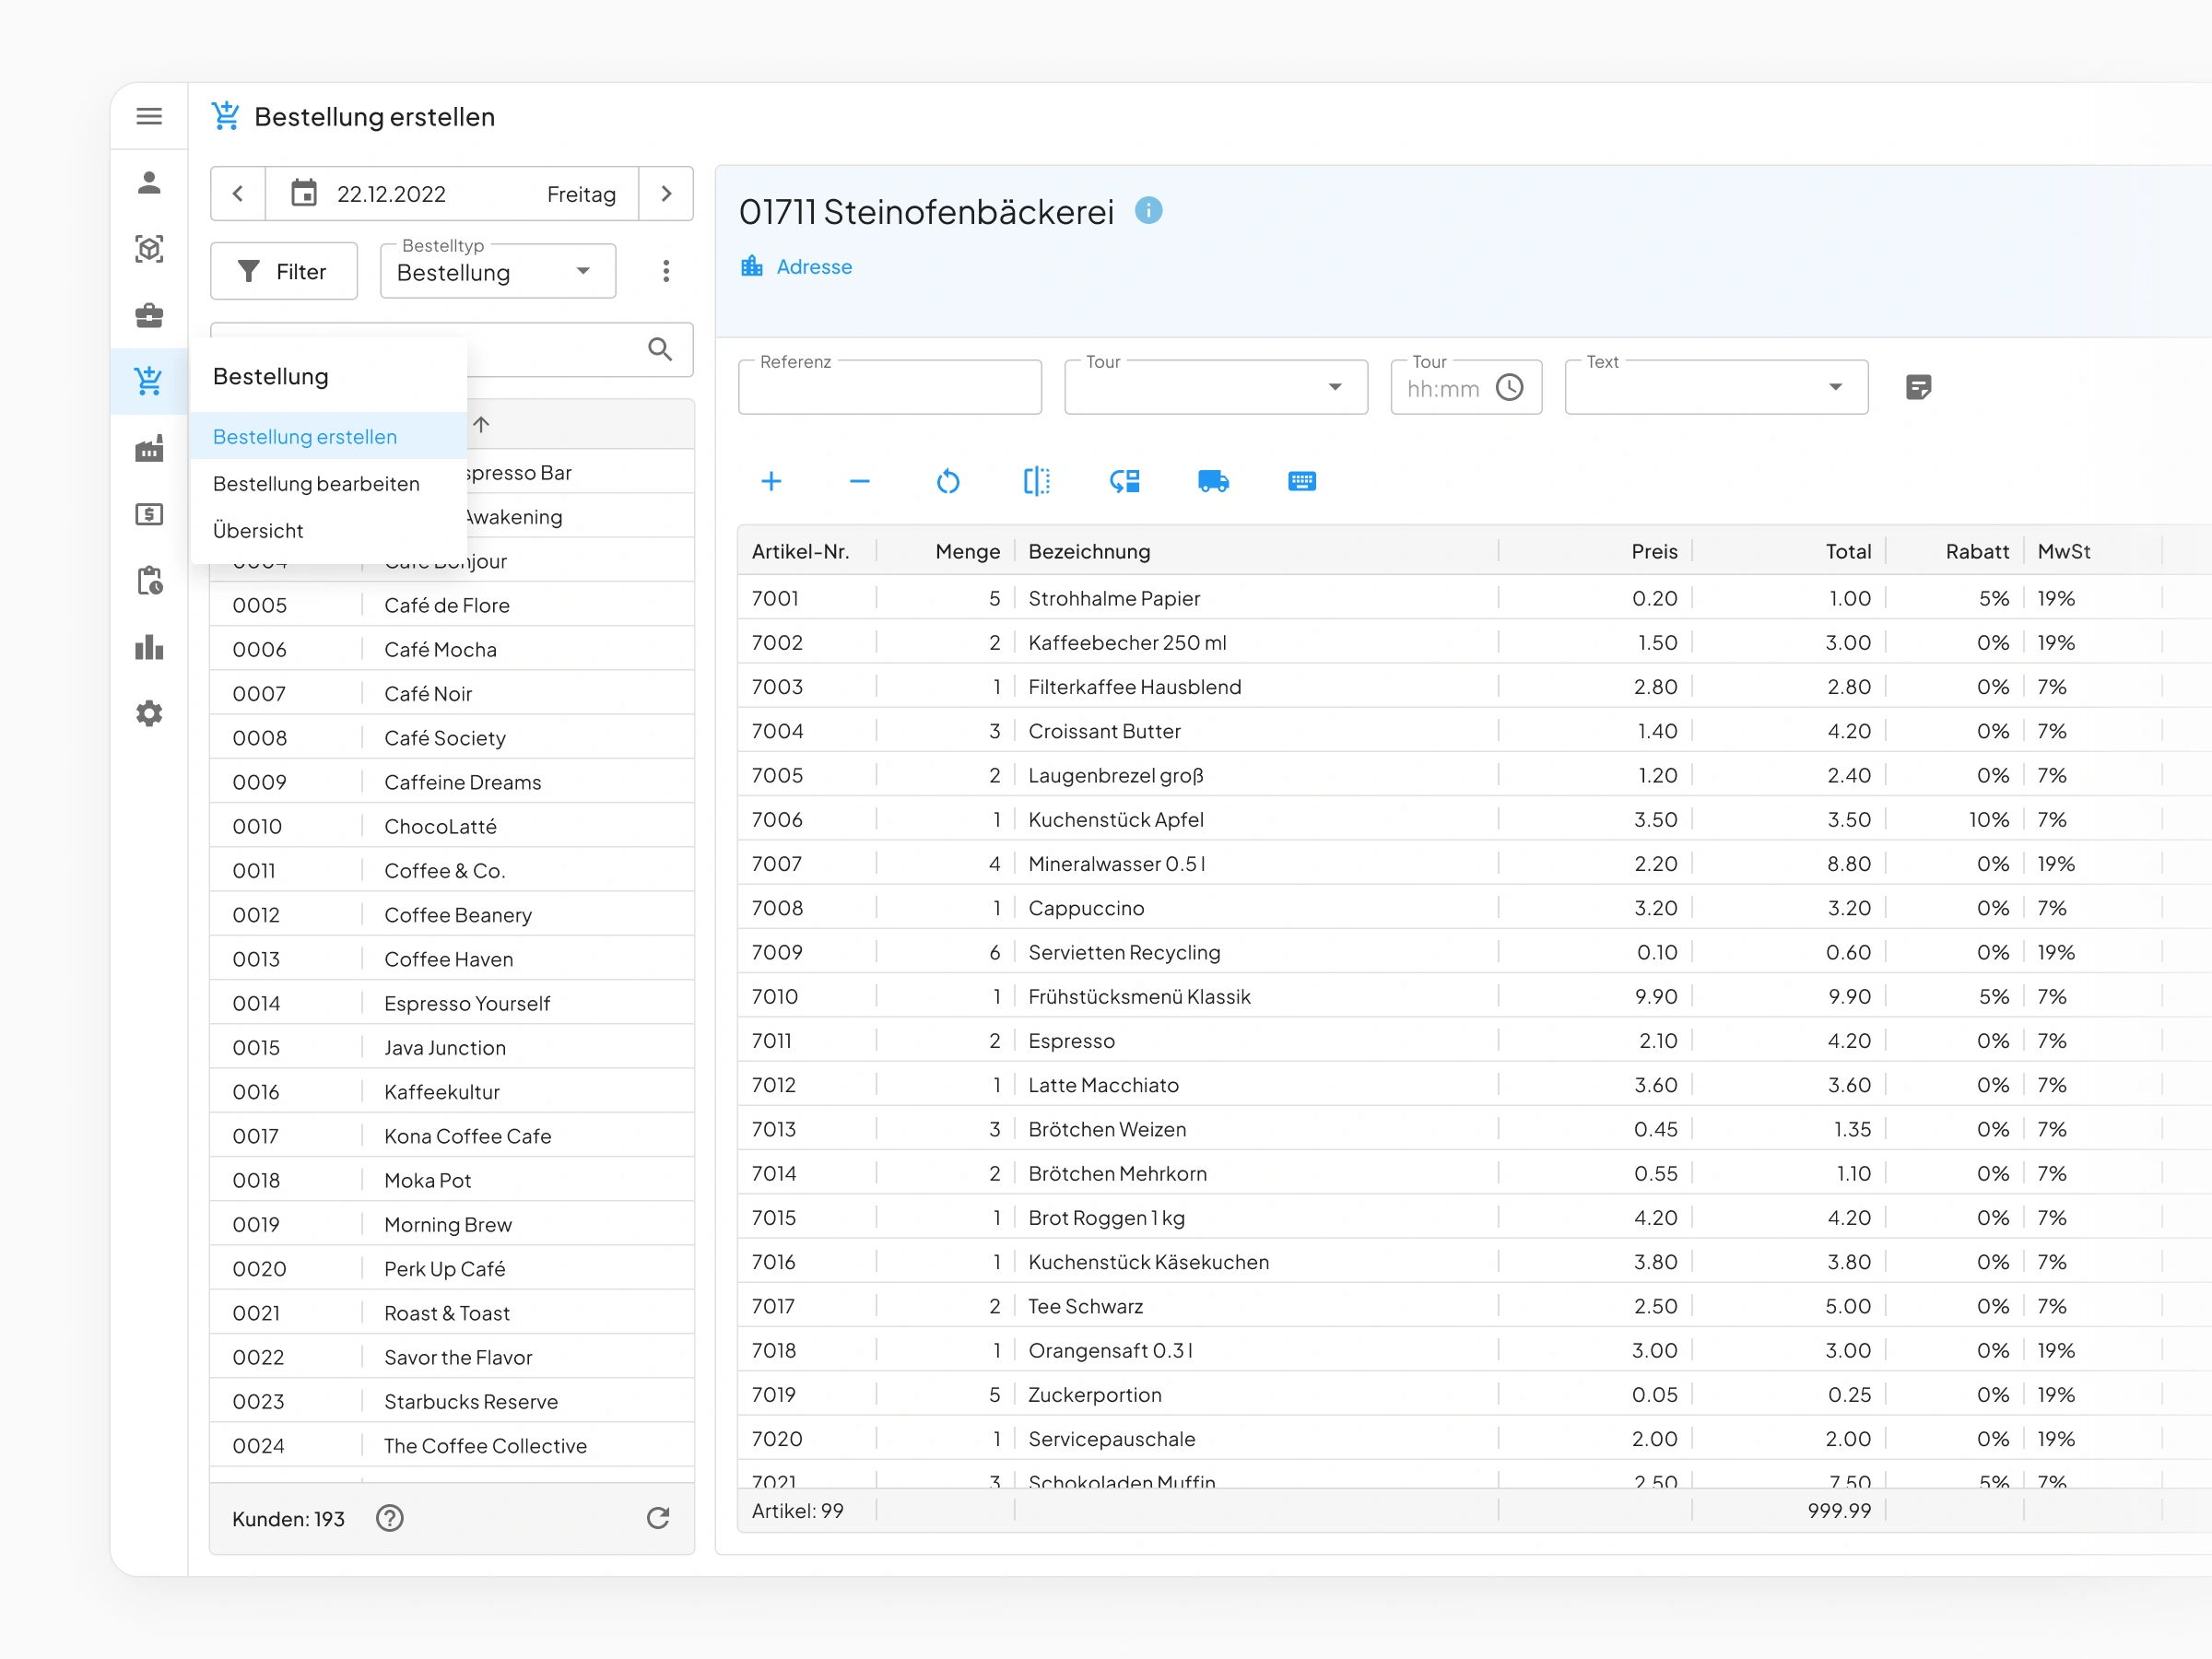 Bestellung erstellen
22.12.2022 Freitag
Filter
Bestelltyp
Bestellung
Bestellung
Bestellung erstellen
Bestellung bearbeiten
Übersicht
spresso Bar
Awakening
0004 Café Bonjour
0005 Café de Flore
0006 Café Mocha
0007 Café Noir
0008 Café Society
0009 Caffeine Dreams
0010 ChocoLatté
0011 Coffee & Co.
0012 Coffee Beanery
0013 Coffee Haven
0014 Espresso Yourself
0015 Java Junction
0016 Kaffeekultur
0017 Kona Coffee Cafe
0018 Moka Pot
0019 Morning Brew
0020 Perk Up Café
0021 Roast & Toast
0022 Savor the Flavor
0023 Starbucks Reserve
0024 The Coffee Collective
Kunden: 193
01711 Steinofenbäckerei
Adresse
Referenz
Tour
Tour
hh:mm
Text
Artikel-Nr. Menge Bezeichnung Preis Total Rabatt MwSt
7001 5 Strohhalme Papier 0.20 1.00 5% 19%
7002 2 Kaffeebecher 250 ml 1.50 3.00 0% 19%
7003 1 Filterkaffee Hausblend 2.80 2.80 0% 7%
7004 3 Croissant Butter 1.40 4.20 0% 7%
7005 2 Laugenbrezel groß 1.20 2.40 0% 7%
7006 1 Kuchenstück Apfel 3.50 3.50 10% 7%
7007 4 Mineralwasser 0.5 l 2.20 8.80 0% 19%
7008 1 Cappuccino 3.20 3.20 0% 7%
7009 6 Servietten Recycling 0.10 0.60 0% 19%
7010 1 Frühstücksmenü Klassik 9.90 9.90 5% 7%
7011 2 Espresso 2.10 4.20 0% 7%
7012 1 Latte Macchiato 3.60 3.60 0% 7%
7013 3 Brötchen Weizen 0.45 1.35 0% 7%
7014 2 Brötchen Mehrkorn 0.55 1.10 0% 7%
7015 1 Brot Roggen 1 kg 4.20 4.20 0% 7%
7016 1 Kuchenstück Käsekuchen 3.80 3.80 0% 7%
7017 2 Tee Schwarz 2.50 5.00 0% 7%
7018 1 Orangensaft 0.3 l 3.00 3.00 0% 19%
7019 5 Zuckerportion 0.05 0.25 0% 19%
7020 1 Servicepauschale 2.00 2.00 0% 19%
7021 3 Schokoladen Muffin 2.50 7.50 5% 7%
Artikel: 99 999.99